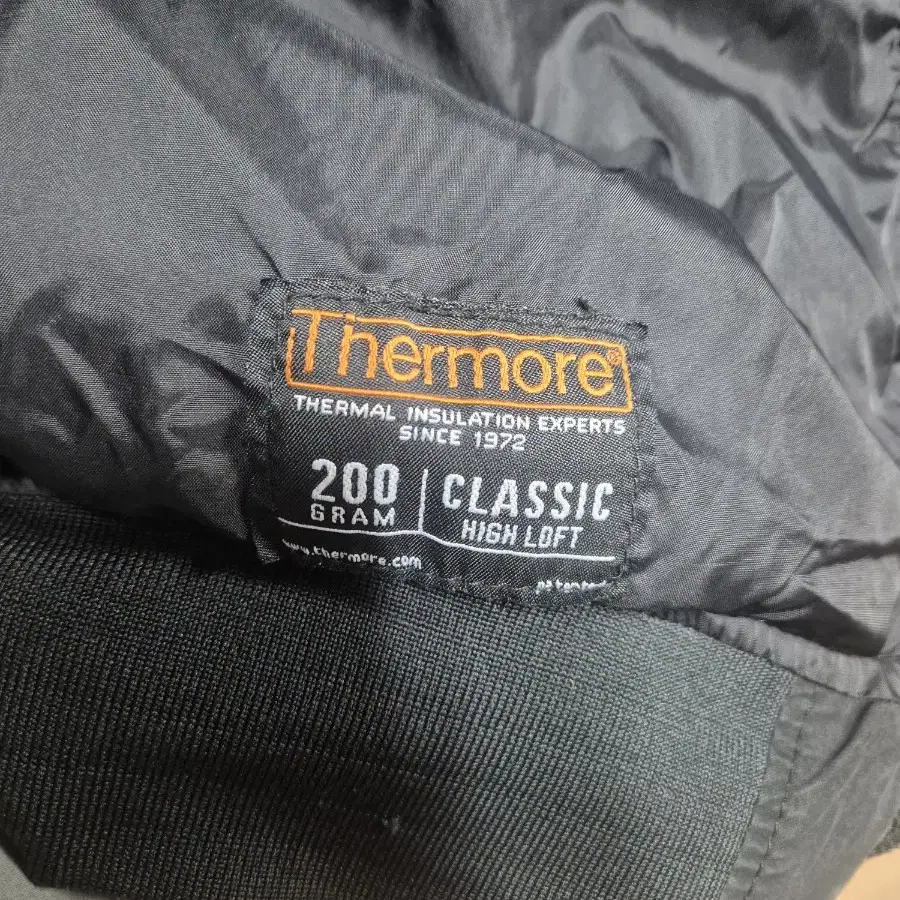 Thermore®
THERMAL INSULATION EXPERTS
SINCE 1972
200 CLASSIC
GRAM HIGH LOFT
www.thermore.com